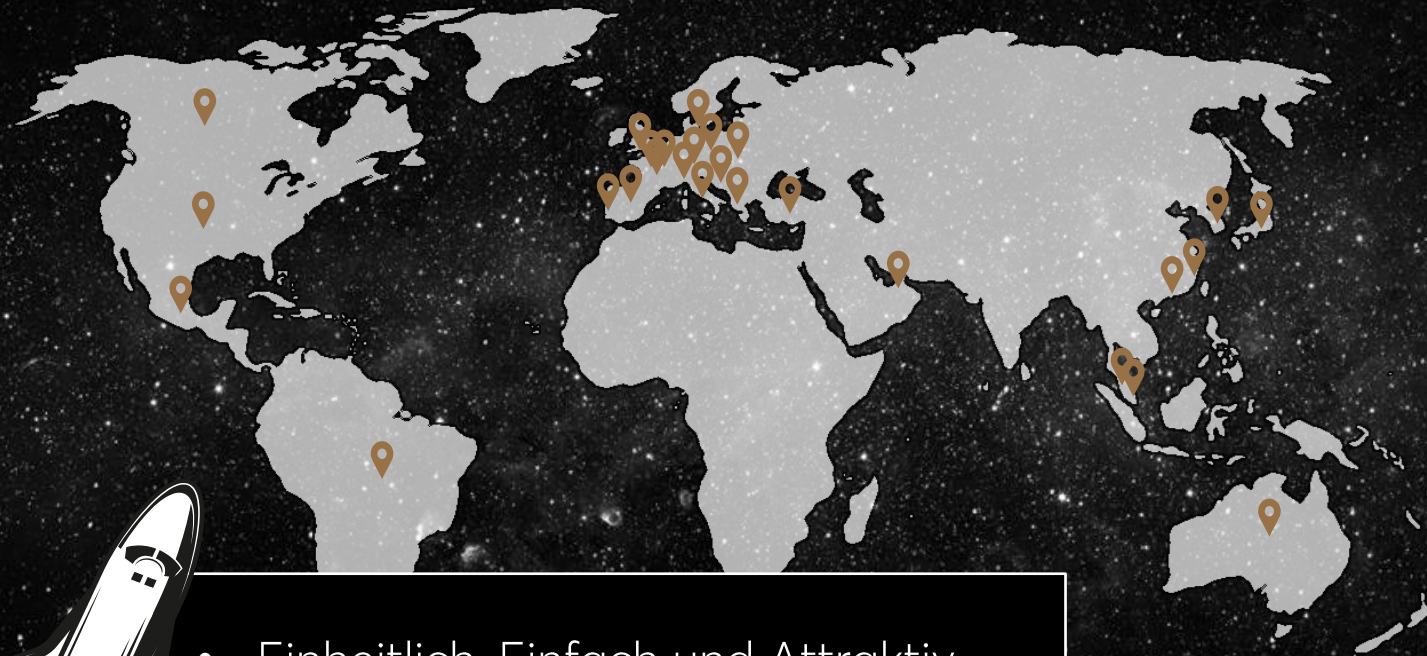 • Einheitlich, Einfach und Attraktiv